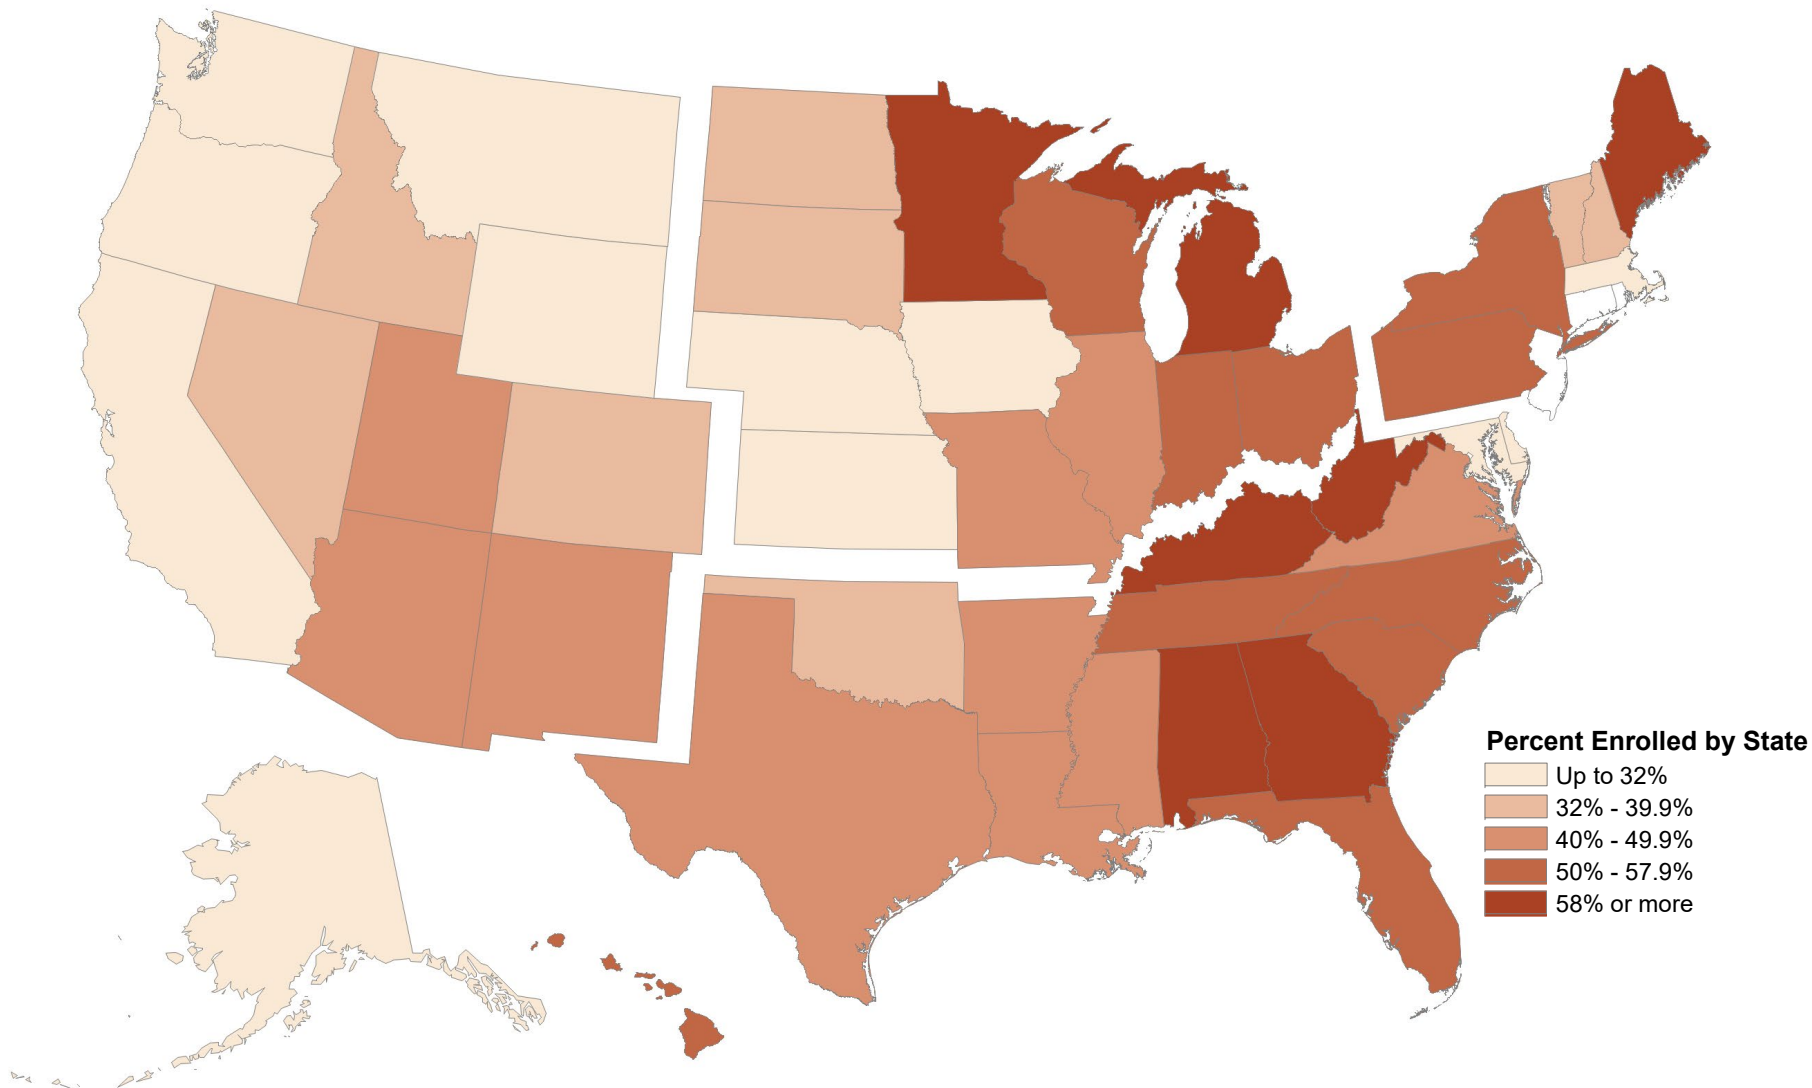 Percent Enrolled by State
Up to 32%
32% - 39.9%
40% - 49.9%
50% - 57.9%
58% or more